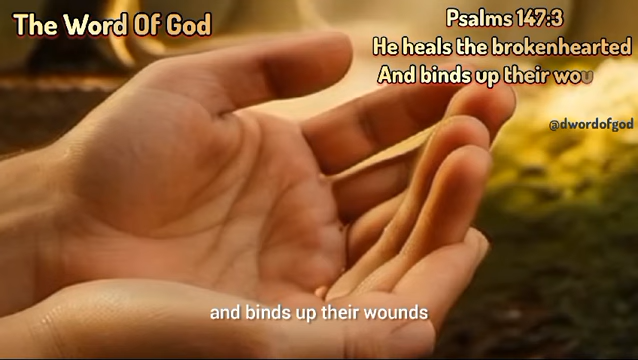 The Word Of God
Psalms 147:3
He heals the brokenhearted
And binds up their wou
@dwordofgod
and binds up their wounds